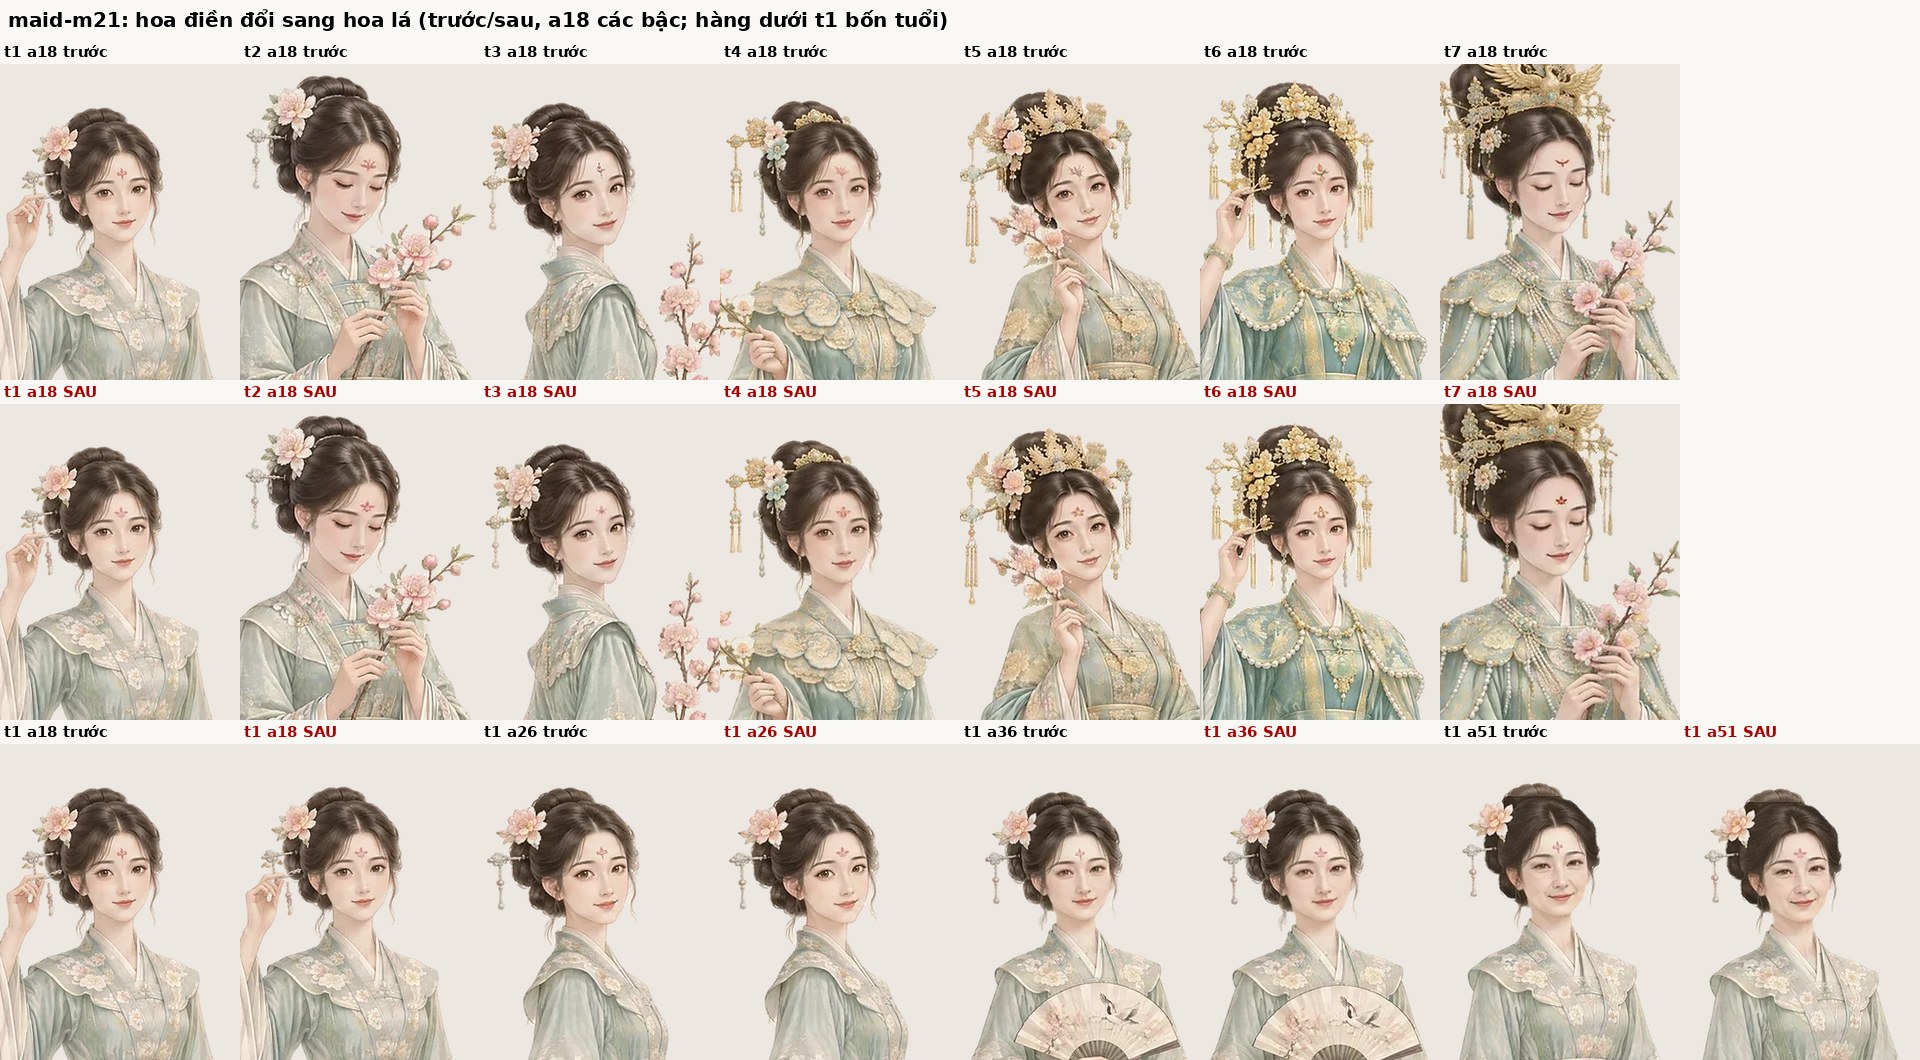 maid-m21: hoa điền đổi sang hoa lá (trước/sau, a18 các bậc; hàng dưới t1 bốn tuổi)
t1 a18 trước t2 a18 trước t3 a18 trước t4 a18 trước t5 a18 trước t6 a18 trước t7 a18 trước
t1 a18 SAU t2 a18 SAU t3 a18 SAU t4 a18 SAU t5 a18 SAU t6 a18 SAU t7 a18 SAU
t1 a18 trước t1 a18 SAU t1 a26 trước t1 a26 SAU t1 a36 trước t1 a36 SAU t1 a51 trước t1 a51 SAU